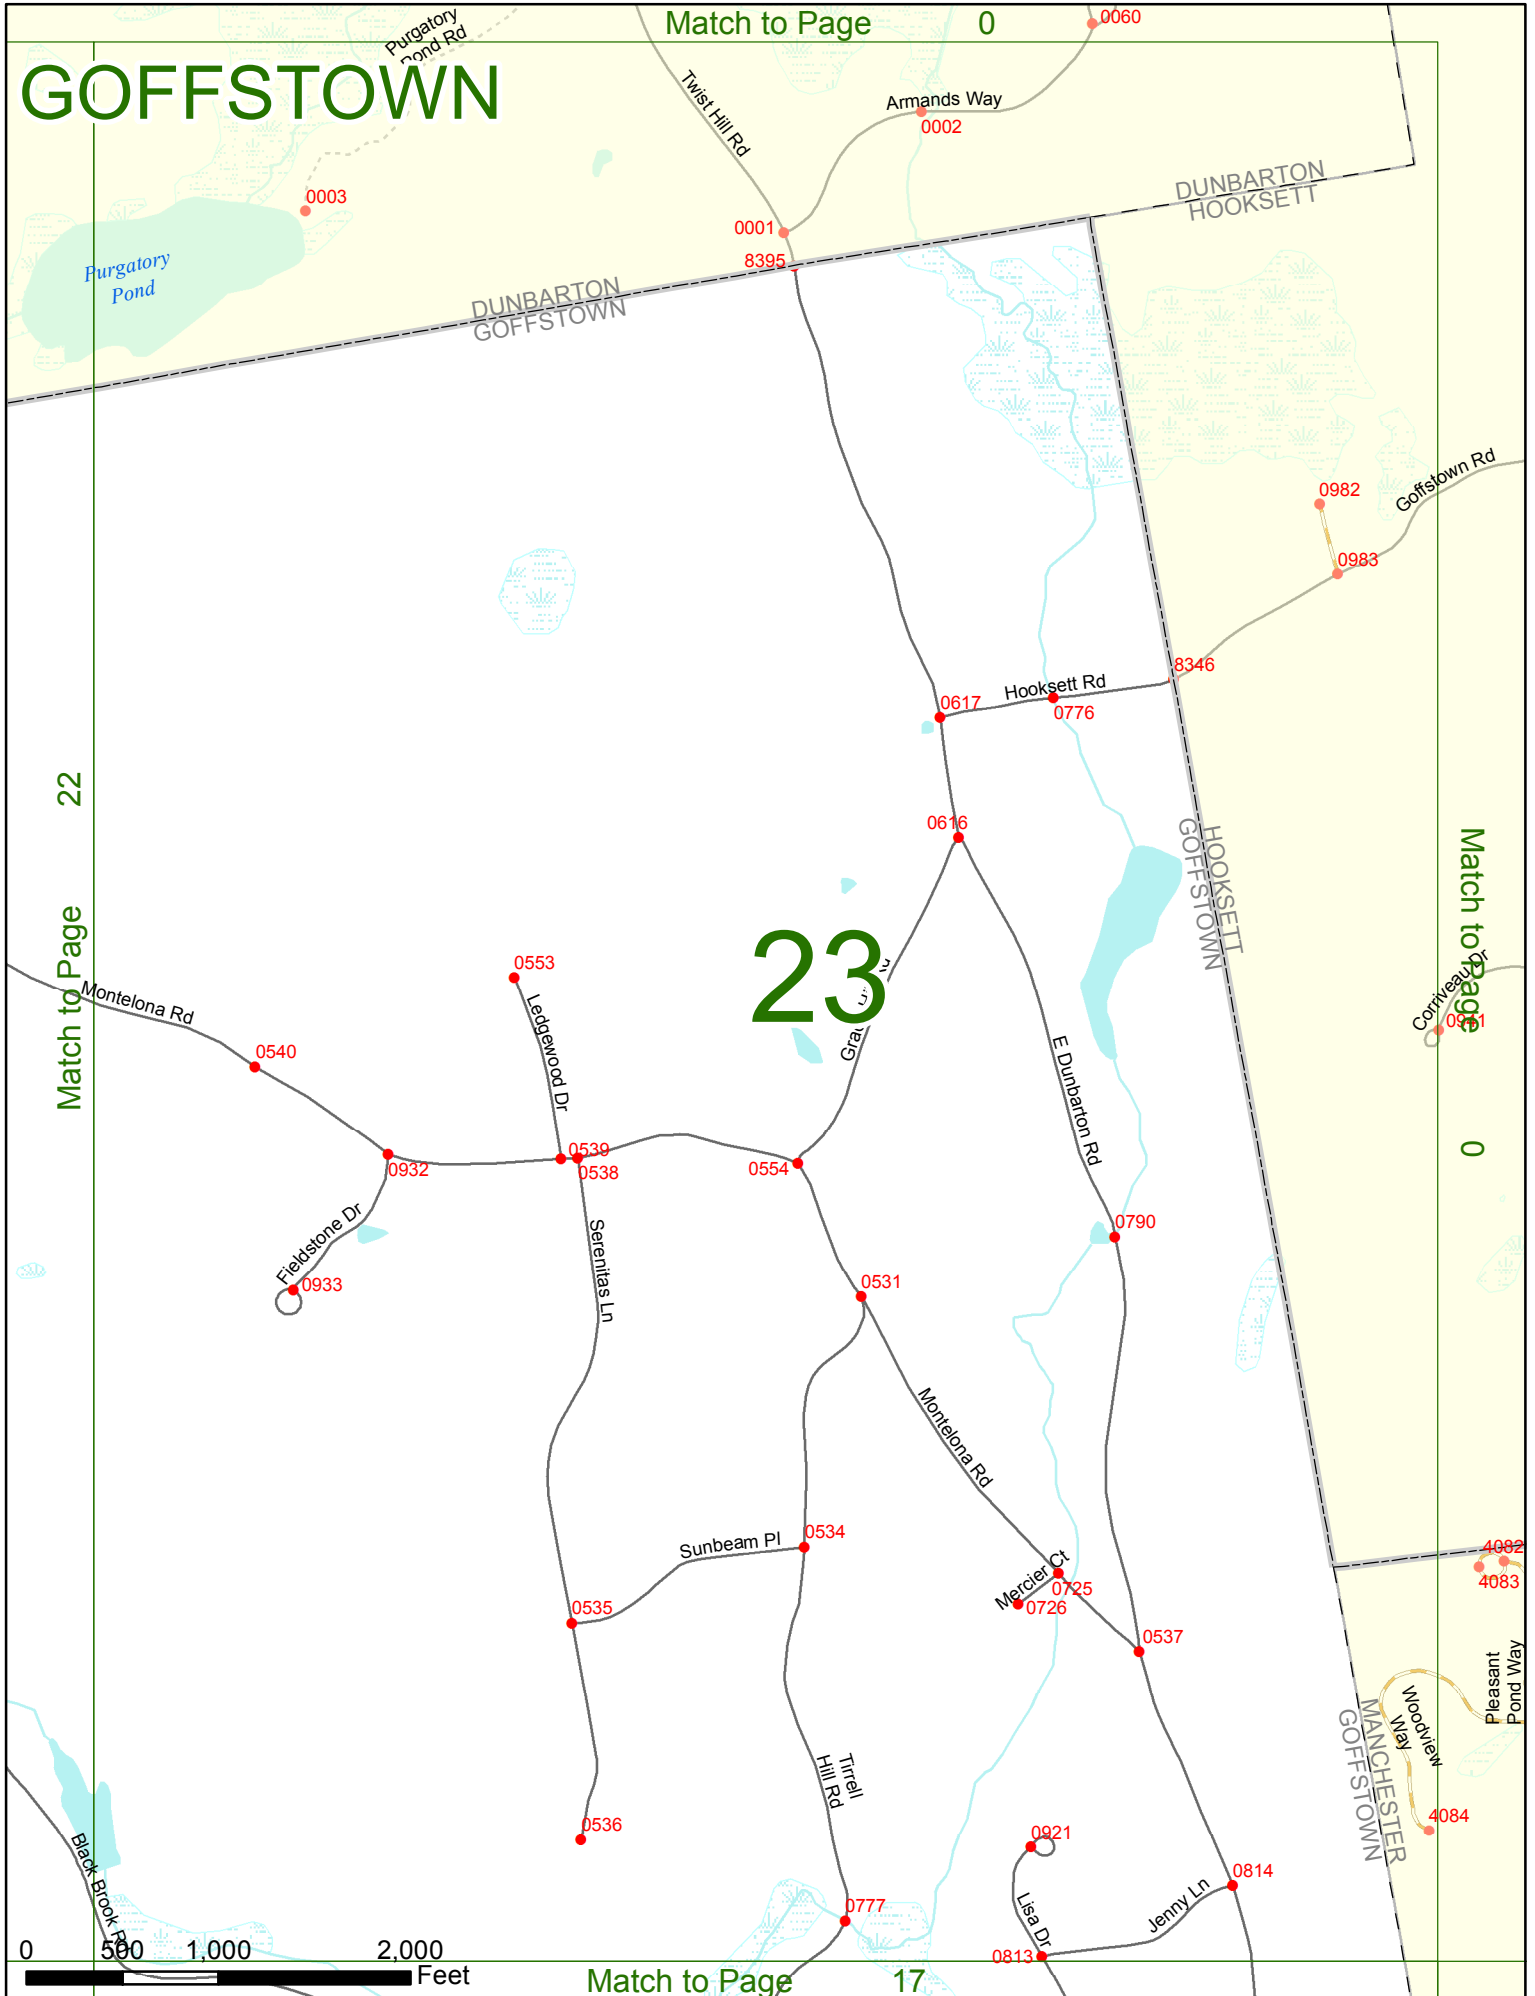 Match to Page 0
0060
Purgatory
Pond Rd
GOFFSTOWN
Twist Hill Rd
Armands Way
0002
DUNBARTON
HOOKSETT
0003
0001
8395
Purgatory
Pond
DUNBARTON
GOFFSTOWN
Goffstown Rd
0982
0983
8346
Hooksett Rd
0617
0776
22
Match to Page
0616
HOOKSETT
GOFFSTOWN
Match to Page
0
23
0553
Montelona Rd
Ledgewood Dr
E Dunbarton Rd
Corriveau Dr
0941
0540
0539
0538
0932
0554
Fieldstone Dr
0933
Serenitas Ln
0790
0531
Montelona Rd
Sunbeam Pl
0534
Mercier Ct
0725
0726
0535
0537
4082
4083
Pleasant
Pond Way
Woodview
Way
MANCHESTER
GOFFSTOWN
Tirrell
Hill Rd
0536
4084
0921
0814
Black Brook Rd
0777
Lisa Dr
Jenny Ln
0813
0 500 1,000 2,000
Feet
Match to Page 17